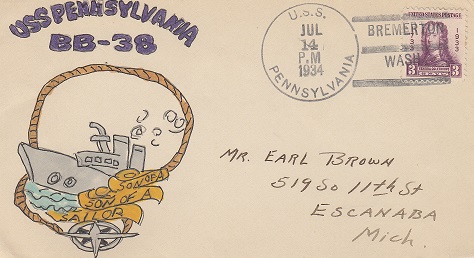 USS PENNSYLVANIA
BB-38
SON OF A
SON OF A
SAILOR
U.S.S.
JUL
14
P.M
1934
PENNSYLVANIA
BREMERTON
WASH
UNITED STATES POSTAGE
1933
3
3
MR. EARL BROWN
519 So 11th St
ESCANABA
Mich.